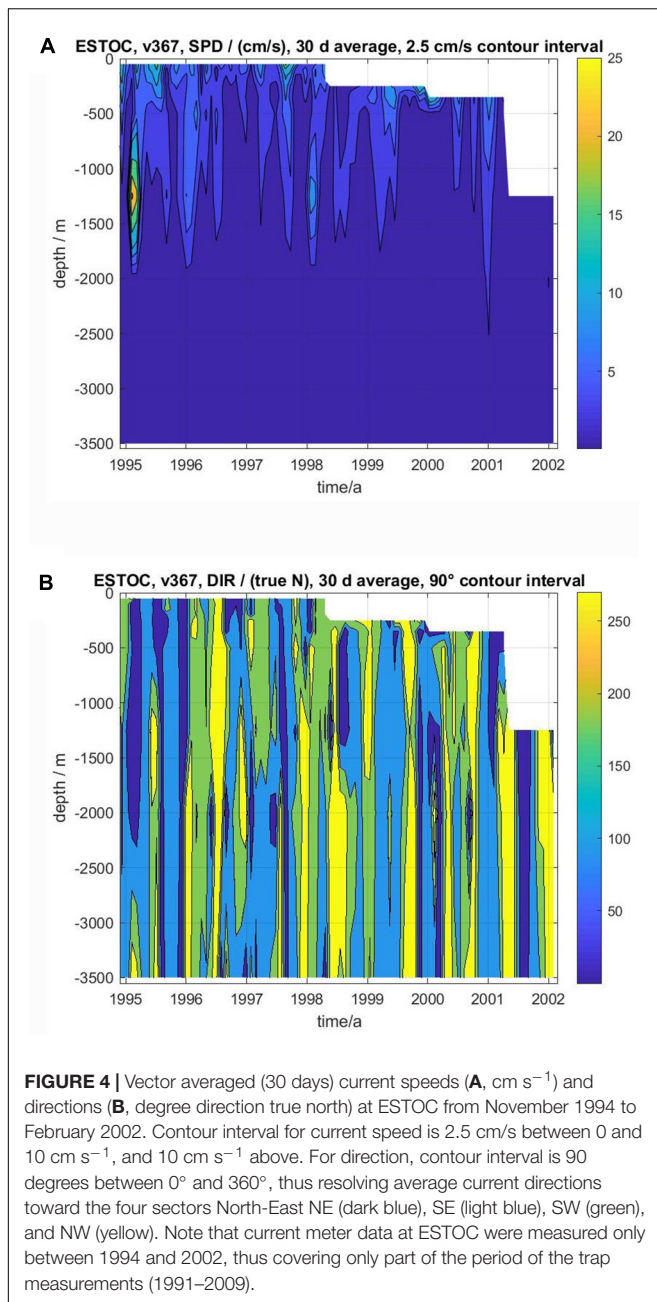 A
ESTOC, v367, SPD / (cm/s), 30 d average, 2.5 cm/s contour interval
0
-500
-1000
-1500
-2000
-2500
-3000
-3500
depth / m
1995 1996 1997 1998 1999 2000 2001 2002
time/a
25
20
15
10
5
B
ESTOC, v367, DIR / (true N), 30 d average, 90° contour interval
0
-500
-1000
-1500
-2000
-2500
-3000
-3500
depth / m
1995 1996 1997 1998 1999 2000 2001 2002
time/a
250
200
150
100
50
FIGURE 4 | Vector averaged (30 days) current speeds (A, cm s⁻¹) and
directions (B, degree direction true north) at ESTOC from November 1994 to
February 2002. Contour interval for current speed is 2.5 cm/s between 0 and
10 cm s⁻¹, and 10 cm s⁻¹ above. For direction, contour interval is 90
degrees between 0° and 360°, thus resolving average current directions
toward the four sectors North-East NE (dark blue), SE (light blue), SW (green),
and NW (yellow). Note that current meter data at ESTOC were measured only
between 1994 and 2002, thus covering only part of the period of the trap
measurements (1991–2009).